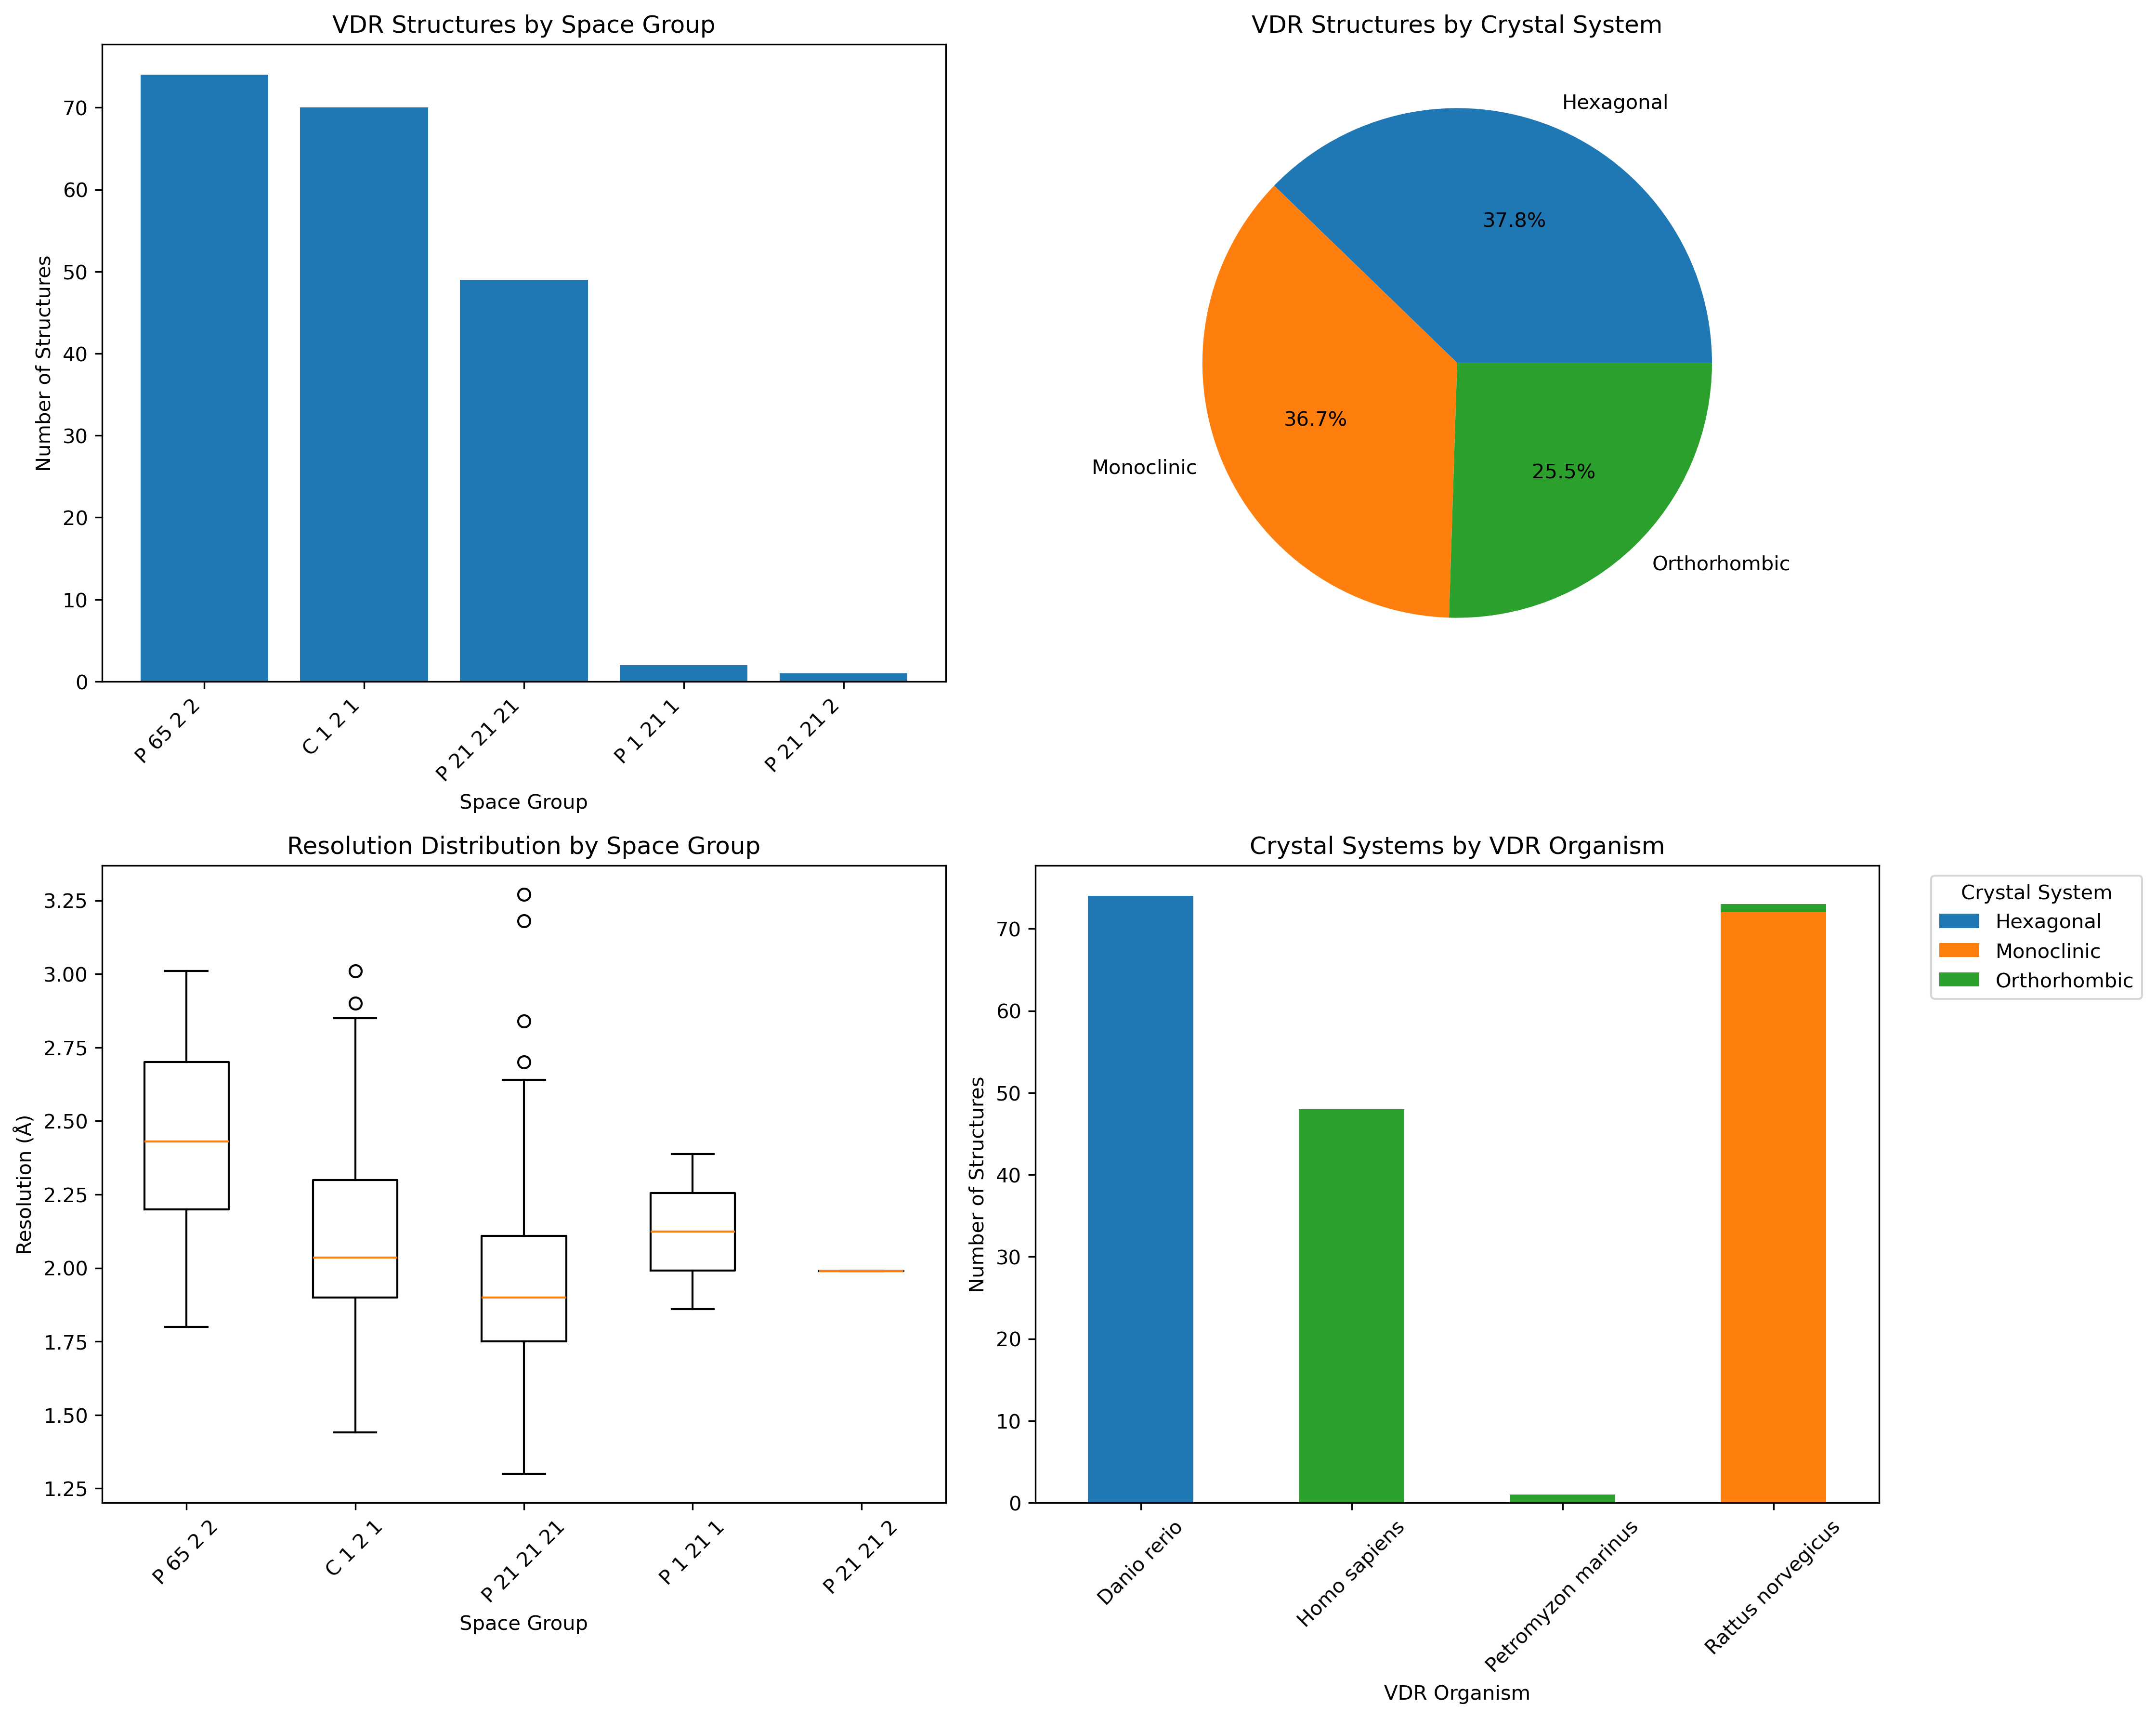 VDR Structures by Space Group
Number of Structures
70
60
50
40
30
20
10
0
P 65 2 2
C 1 2 1
P 21 21 21
P 1 21 1
P 21 21 2
Space Group
VDR Structures by Crystal System
Hexagonal
37.8%
Monoclinic
36.7%
Orthorhombic
25.5%
Resolution Distribution by Space Group
Resolution (Å)
3.25
3.00
2.75
2.50
2.25
2.00
1.75
1.50
1.25
P 65 2 2
C 1 2 1
P 21 21 21
P 1 21 1
P 21 21 2
Space Group
Crystal Systems by VDR Organism
Number of Structures
70
60
50
40
30
20
10
0
Danio rerio
Homo sapiens
Petromyzon marinus
Rattus norvegicus
VDR Organism
Crystal System
Hexagonal
Monoclinic
Orthorhombic